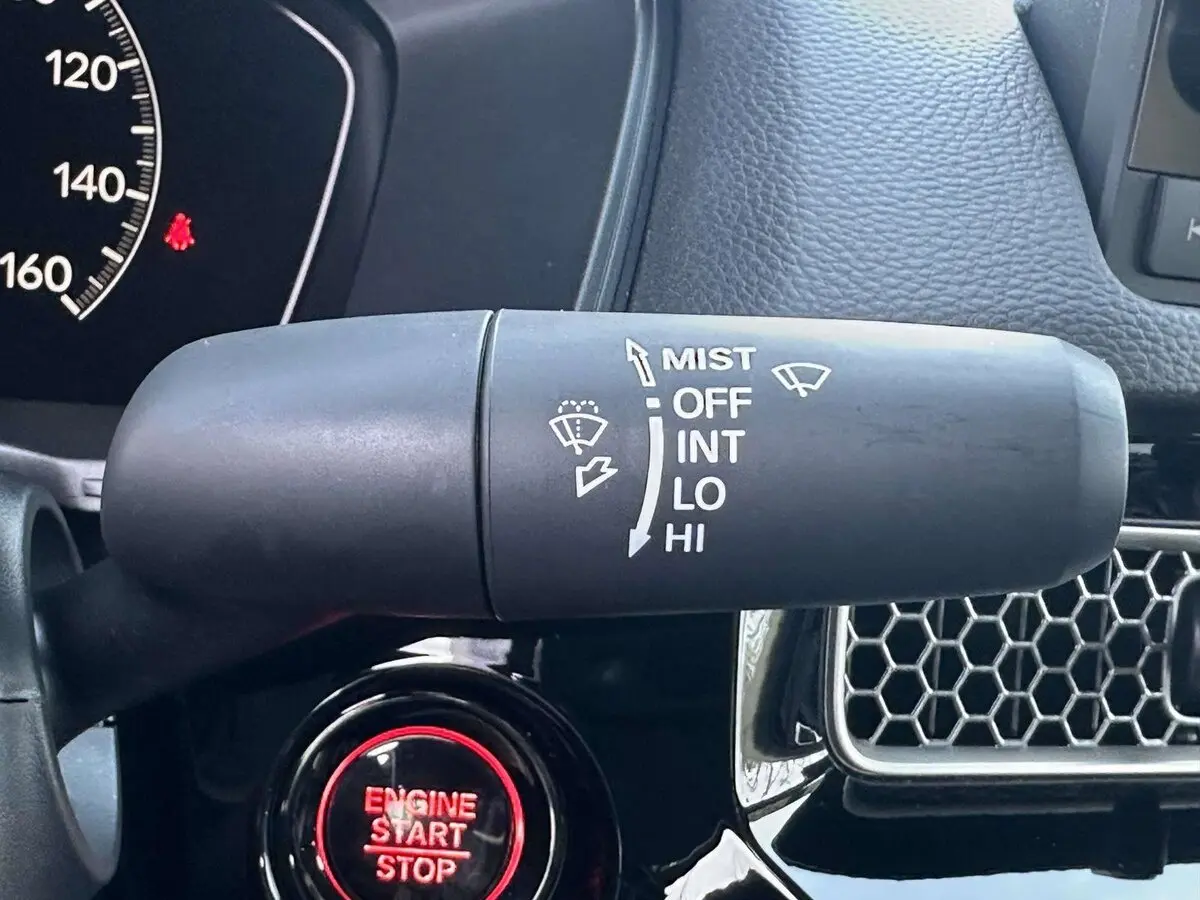 120
140
160
MIST
OFF
INT
LO
HI
ENGINE
START
STOP